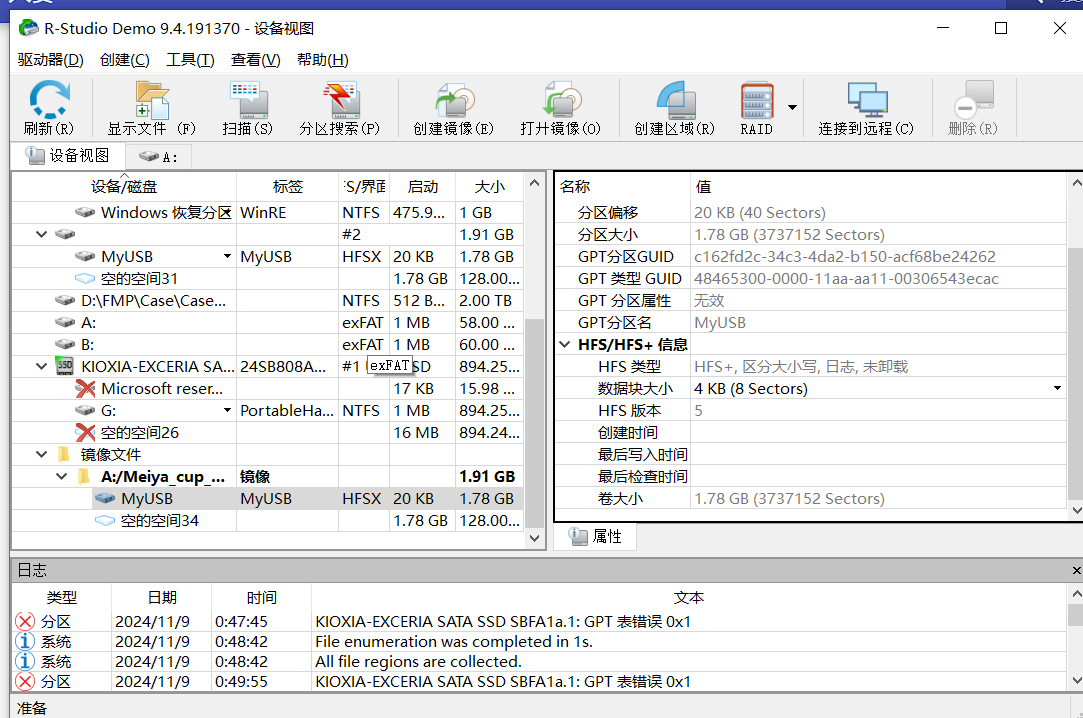 R-Studio Demo 9.4.191370 - 设备视图
驱动器(D) 创建(C) 工具(T) 查看(V) 帮助(H)
刷新(R) 显示文件 (F) 扫描(S) 分区搜索(P) 创建镜像(E) 打廾镜像(O) 创建区域(R) RAID 连接到远程(C) 删除(R)
设备视图 A:
设备/磁盘 标签 S/界面 启动 大小
Windows 恢复分区 WinRE NTFS 475.9... 1 GB
#2 1.91 GB
MyUSB MyUSB HFSX 20 KB 1.78 GB
空的空间31 1.78 GB 128.00...
D:\FMP\Case\Case... NTFS 512 B... 2.00 TB
A: exFAT 1 MB 58.00 ...
B: exFAT 1 MB 60.00 ...
SSD KIOXIA-EXCERIA SA... 24SB808A... #1 SD 894.25...
exFAT
Microsoft reser... 17 KB 15.98 ...
G: PortableHa... NTFS 1 MB 894.25...
空的空间26 16 MB 894.24...
镜像文件
A:/Meiya_cup_... 镜像 1.91 GB
MyUSB MyUSB HFSX 20 KB 1.78 GB
空的空间34 1.78 GB 128.00...
名称 值
分区偏移 20 KB (40 Sectors)
分区大小 1.78 GB (3737152 Sectors)
GPT分区GUID c162fd2c-34c3-4da2-b150-acf68be24262
GPT 类型 GUID 48465300-0000-11aa-aa11-00306543ecac
GPT 分区属性 无效
GPT分区名 MyUSB
HFS/HFS+ 信息
HFS 类型 HFS+, 区分大小写, 日志, 未卸载
数据块大小 4 KB (8 Sectors)
HFS 版本 5
创建时间
最后写入时间
最后检查时间
卷大小 1.78 GB (3737152 Sectors)
属性
日志
类型 日期 时间 文本
分区 2024/11/9 0:47:45 KIOXIA-EXCERIA SATA SSD SBFA1a.1: GPT 表错误 0x1
系统 2024/11/9 0:48:42 File enumeration was completed in 1s.
系统 2024/11/9 0:48:42 All file regions are collected.
分区 2024/11/9 0:49:55 KIOXIA-EXCERIA SATA SSD SBFA1a.1: GPT 表错误 0x1
准备